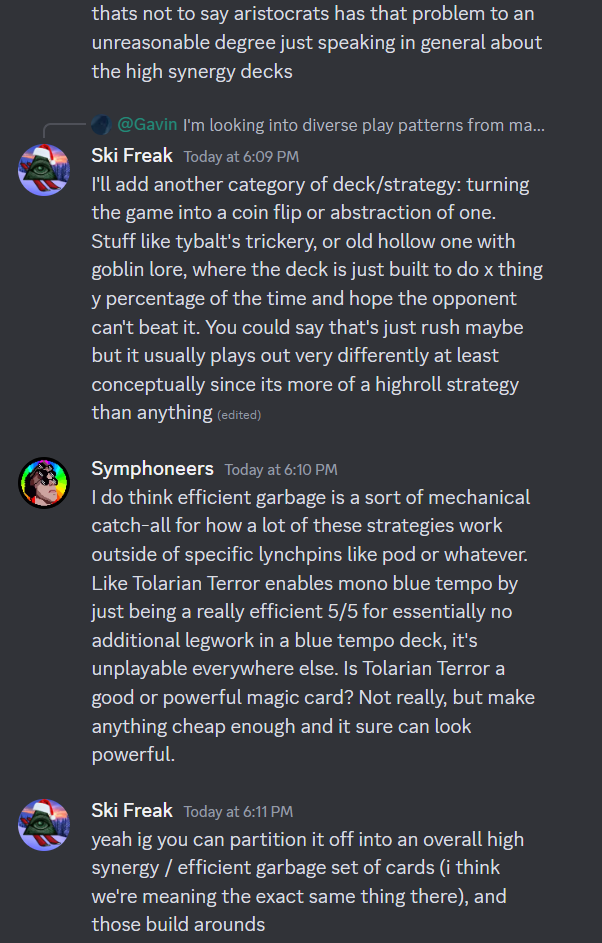 thats not to say aristocrats has that problem to an
unreasonable degree just speaking in general about
the high synergy decks
@Gavin I'm looking into diverse play patterns from ma...
Ski Freak Today at 6:09 PM
I'll add another category of deck/strategy: turning
the game into a coin flip or abstraction of one.
Stuff like tybalt's trickery, or old hollow one with
goblin lore, where the deck is just built to do x thing
y percentage of the time and hope the opponent
can't beat it. You could say that's just rush maybe
but it usually plays out very differently at least
conceptually since its more of a highroll strategy
than anything (edited)
Symphoneers Today at 6:10 PM
I do think efficient garbage is a sort of mechanical
catch-all for how a lot of these strategies work
outside of specific lynchpins like pod or whatever.
Like Tolarian Terror enables mono blue tempo by
just being a really efficient 5/5 for essentially no
additional legwork in a blue tempo deck, it's
unplayable everywhere else. Is Tolarian Terror a
good or powerful magic card? Not really, but make
anything cheap enough and it sure can look
powerful.
Ski Freak Today at 6:11 PM
yeah ig you can partition it off into an overall high
synergy / efficient garbage set of cards (i think
we're meaning the exact same thing there), and
those build arounds